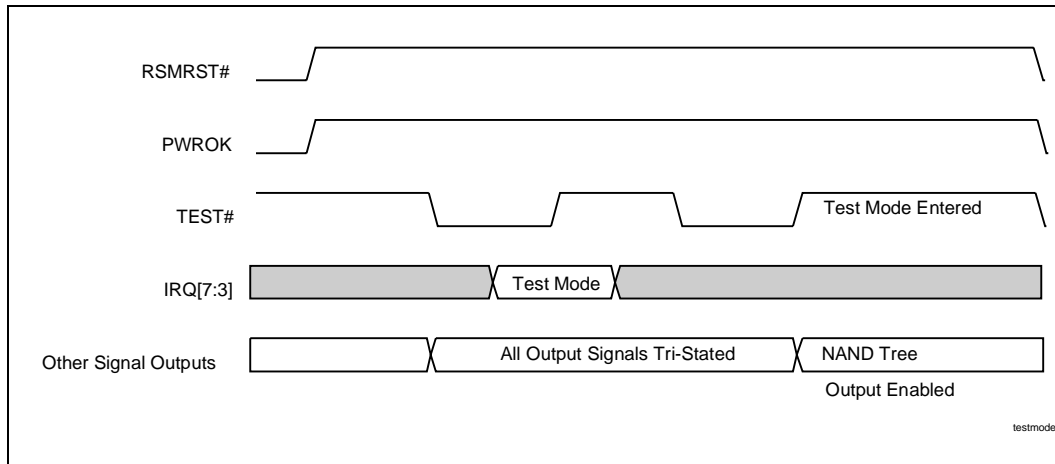 RSMRST#
PWROK
TEST#
Test Mode Entered
IRQ[7:3]
Test Mode
Other Signal Outputs
All Output Signals Tri-Stated
NAND Tree
Output Enabled
testmode